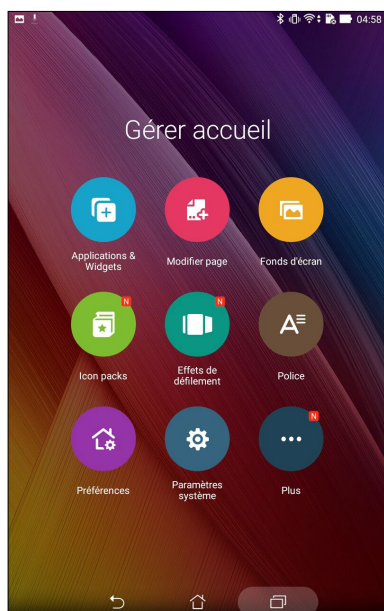 04:58
Gérer accueil
Applications &
Widgets
Modifier page
Fonds d'écran
N
Icon packs
N
Effets de
défilement
A
Police
Préférences
Paramètres
système
N
Plus